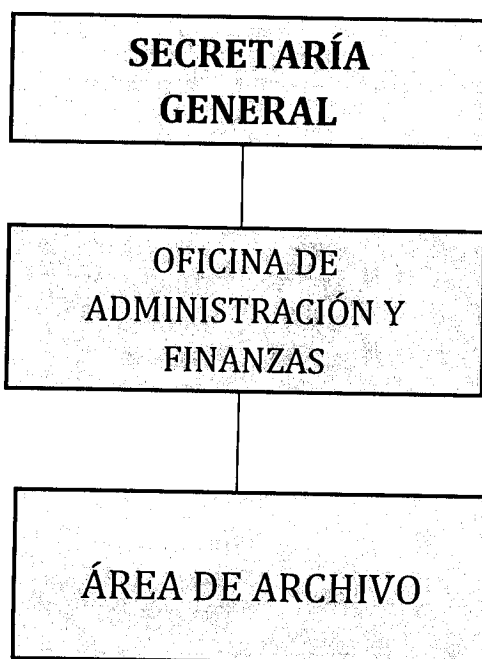 SECRETARÍA
GENERAL
OFICINA DE
ADMINISTRACIÓN Y
FINANZAS
ÁREA DE ARCHIVO